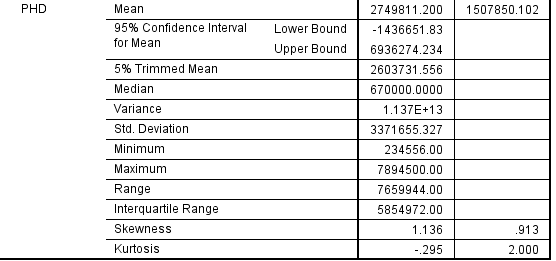 PHD Mean 2749811.200 1507850.102
95% Confidence Interval Lower Bound -1436651.83
for Mean Upper Bound 6936274.234
5% Trimmed Mean 2603731.556
Median 670000.0000
Variance 1.137E+13
Std. Deviation 3371655.327
Minimum 234556.00
Maximum 7894500.00
Range 7659944.00
Interquartile Range 5854972.00
Skewness 1.136 .913
Kurtosis -.295 2.000